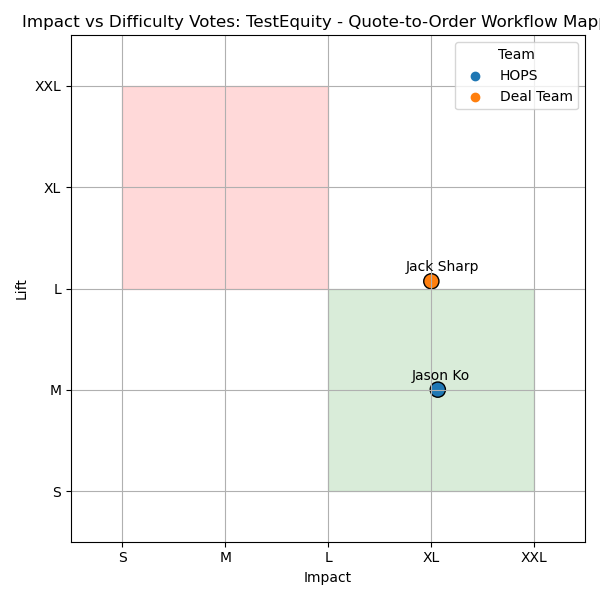 Impact vs Difficulty Votes: TestEquity - Quote-to-Order Workflow
Team
HOPS
Deal Team
XXL
XL
Jack Sharp
L
Lift
Jason Ko
M
S
S M L XL XXL
Impact